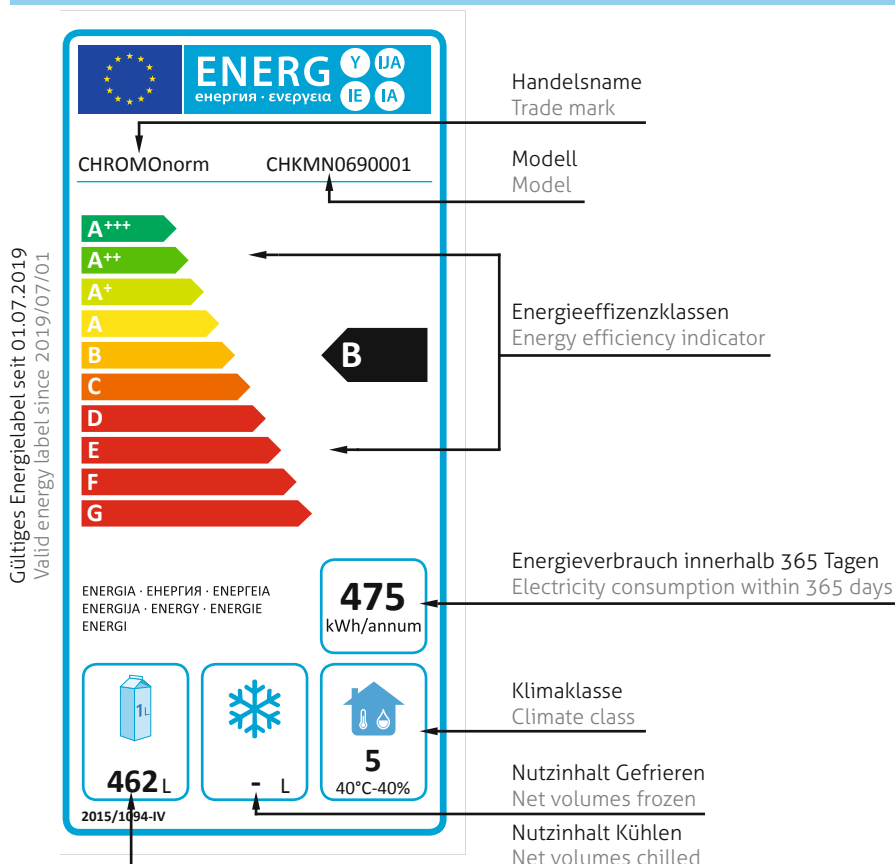 ENERG Y IJA
енергия · ενεργεια IE IA
Handelsname
Trade mark
CHROMOnorm CHKMN0690001
Modell
Model
A+++
A++
A+
A
B
C
D
E
F
G
B
Energieeffizenzklassen
Energy efficiency indicator
Gültiges Energielabel seit 01.07.2019
Valid energy label since 2019/07/01
ENERGIA · ЕНЕРГИЯ · ΕΝΕΡΓΕΙΑ
ENERGIJA · ENERGY · ENERGIE
ENERGI
475
kWh/annum
Energieverbrauch innerhalb 365 Tagen
Electricity consumption within 365 days
1L
462 L
- L
5
40°C-40%
Klimaklasse
Climate class
Nutzinhalt Gefrieren
Net volumes frozen
2015/1094-IV
Nutzinhalt Kühlen
Net volumes chilled